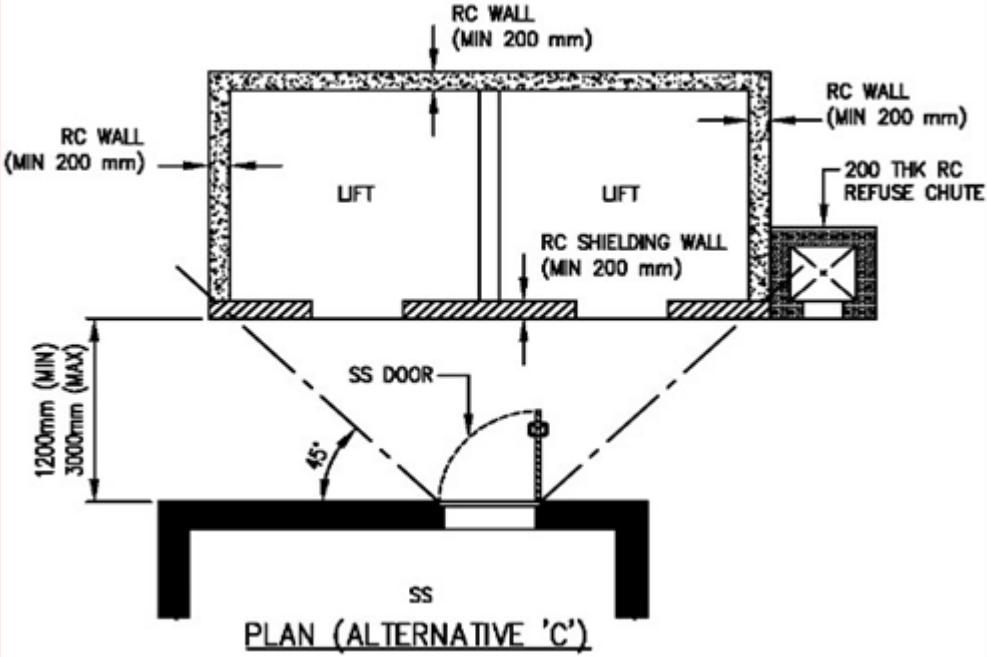 RC WALL
(MIN 200 mm)
RC WALL
(MIN 200 mm)
RC WALL
(MIN 200 mm)
200 THK RC
REFUSE CHUTE
LIFT
LIFT
RC SHIELDING WALL
(MIN 200 mm)
1200mm (MIN)
3000mm (MAX)
SS DOOR
45°
SS
PLAN (ALTERNATIVE 'C')